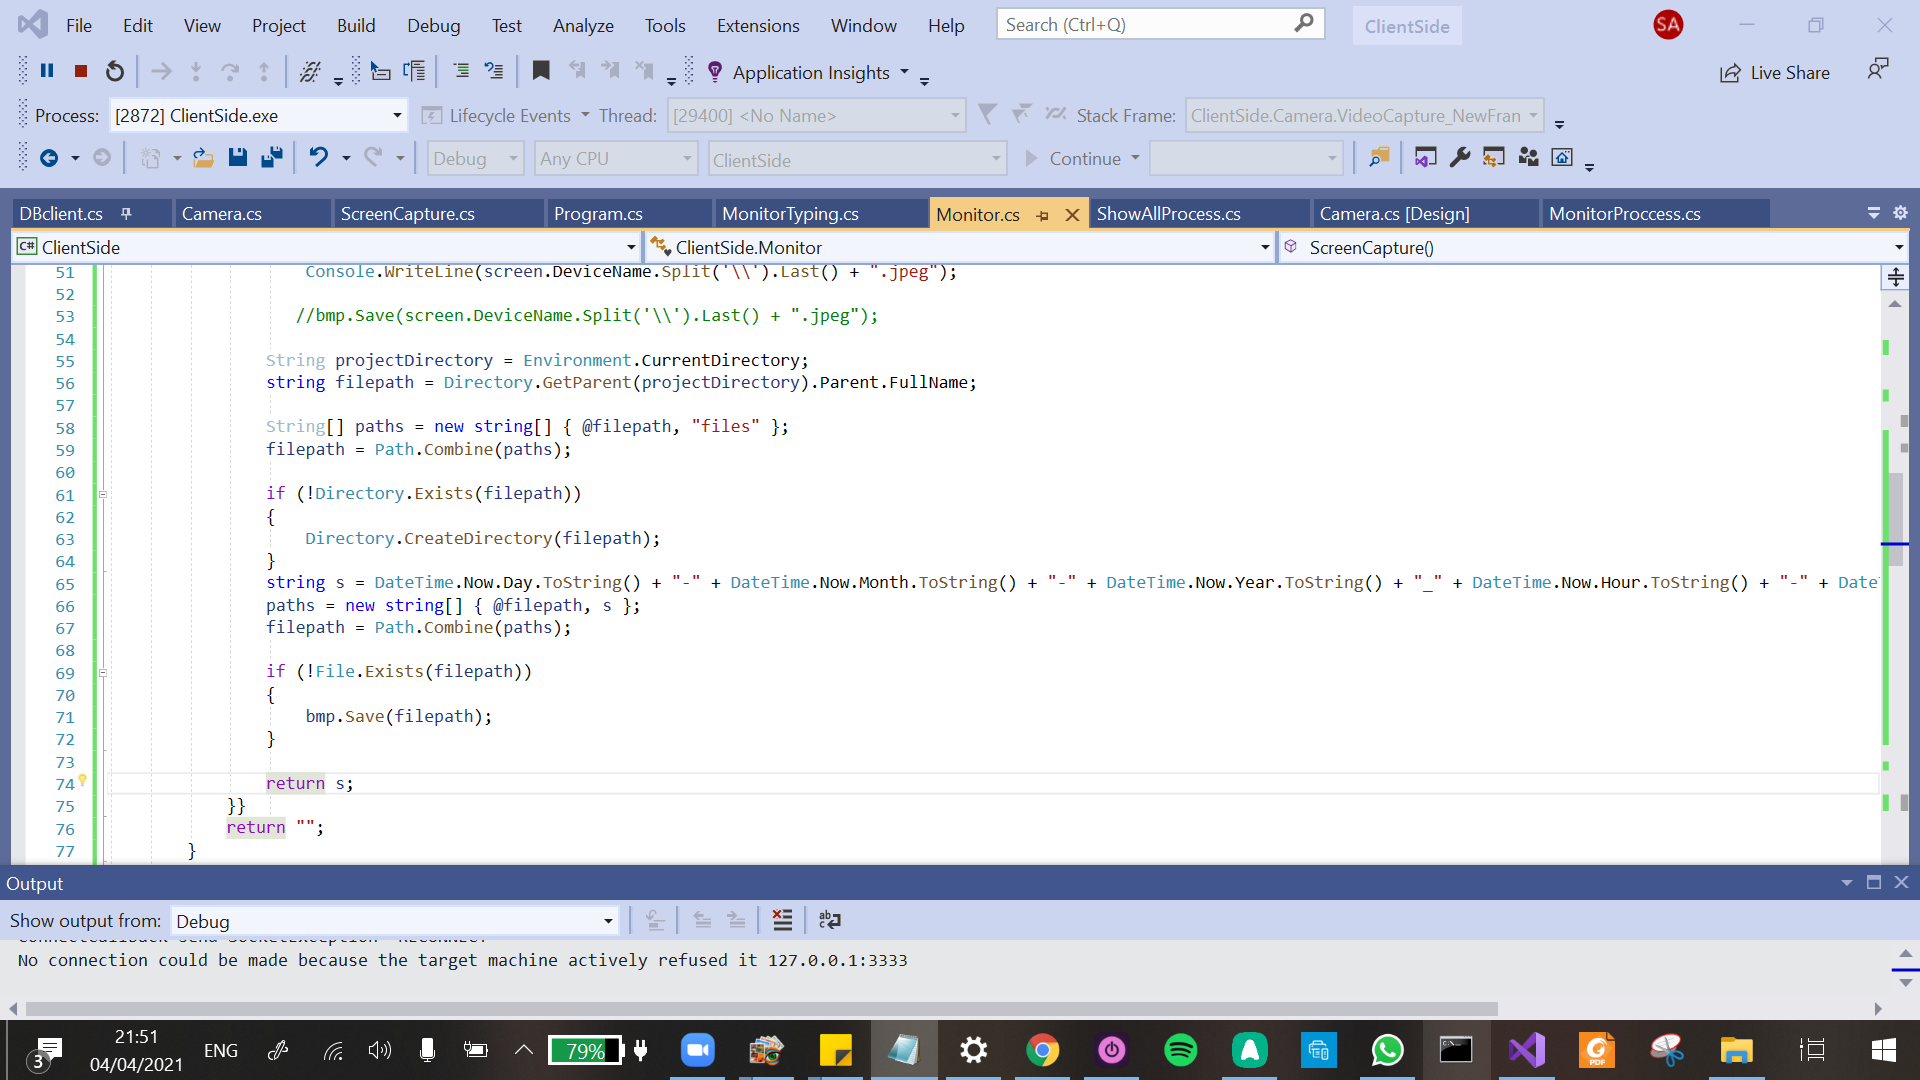 File Edit View Project Build Debug Test Analyze Tools Extensions Window Help Search (Ctrl+Q) ClientSide SA
Application Insights Live Share
Process: [2872] ClientSide.exe Lifecycle Events Thread: [29400] <No Name> Stack Frame: ClientSide.Camera.VideoCapture_NewFran
Debug Any CPU ClientSide Continue
DBclient.cs Camera.cs ScreenCapture.cs Program.cs MonitorTyping.cs Monitor.cs ShowAllProcess.cs Camera.cs [Design] MonitorProccess.cs
C# ClientSide ClientSide.Monitor ScreenCapture()
51 Console.WriteLine(screen.DeviceName.Split('\\').Last() + ".jpeg");
52
53 //bmp.Save(screen.DeviceName.Split('\\').Last() + ".jpeg");
54
55 String projectDirectory = Environment.CurrentDirectory;
56 string filepath = Directory.GetParent(projectDirectory).Parent.FullName;
57
58 String[] paths = new string[] { @filepath, "files" };
59 filepath = Path.Combine(paths);
60
61 if (!Directory.Exists(filepath))
62 {
63 Directory.CreateDirectory(filepath);
64 }
65 string s = DateTime.Now.Day.ToString() + "-" + DateTime.Now.Month.ToString() + "-" + DateTime.Now.Year.ToString() + "_" + DateTime.Now.Hour.ToString() + "-" + Date
66 paths = new string[] { @filepath, s };
67 filepath = Path.Combine(paths);
68
69 if (!File.Exists(filepath))
70 {
71 bmp.Save(filepath);
72 }
73
74 return s;
75 }}
76 return "";
77 }
Output
Show output from: Debug
No connection could be made because the target machine actively refused it 127.0.0.1:3333
3 21:51 ENG 79%
04/04/2021
PDF